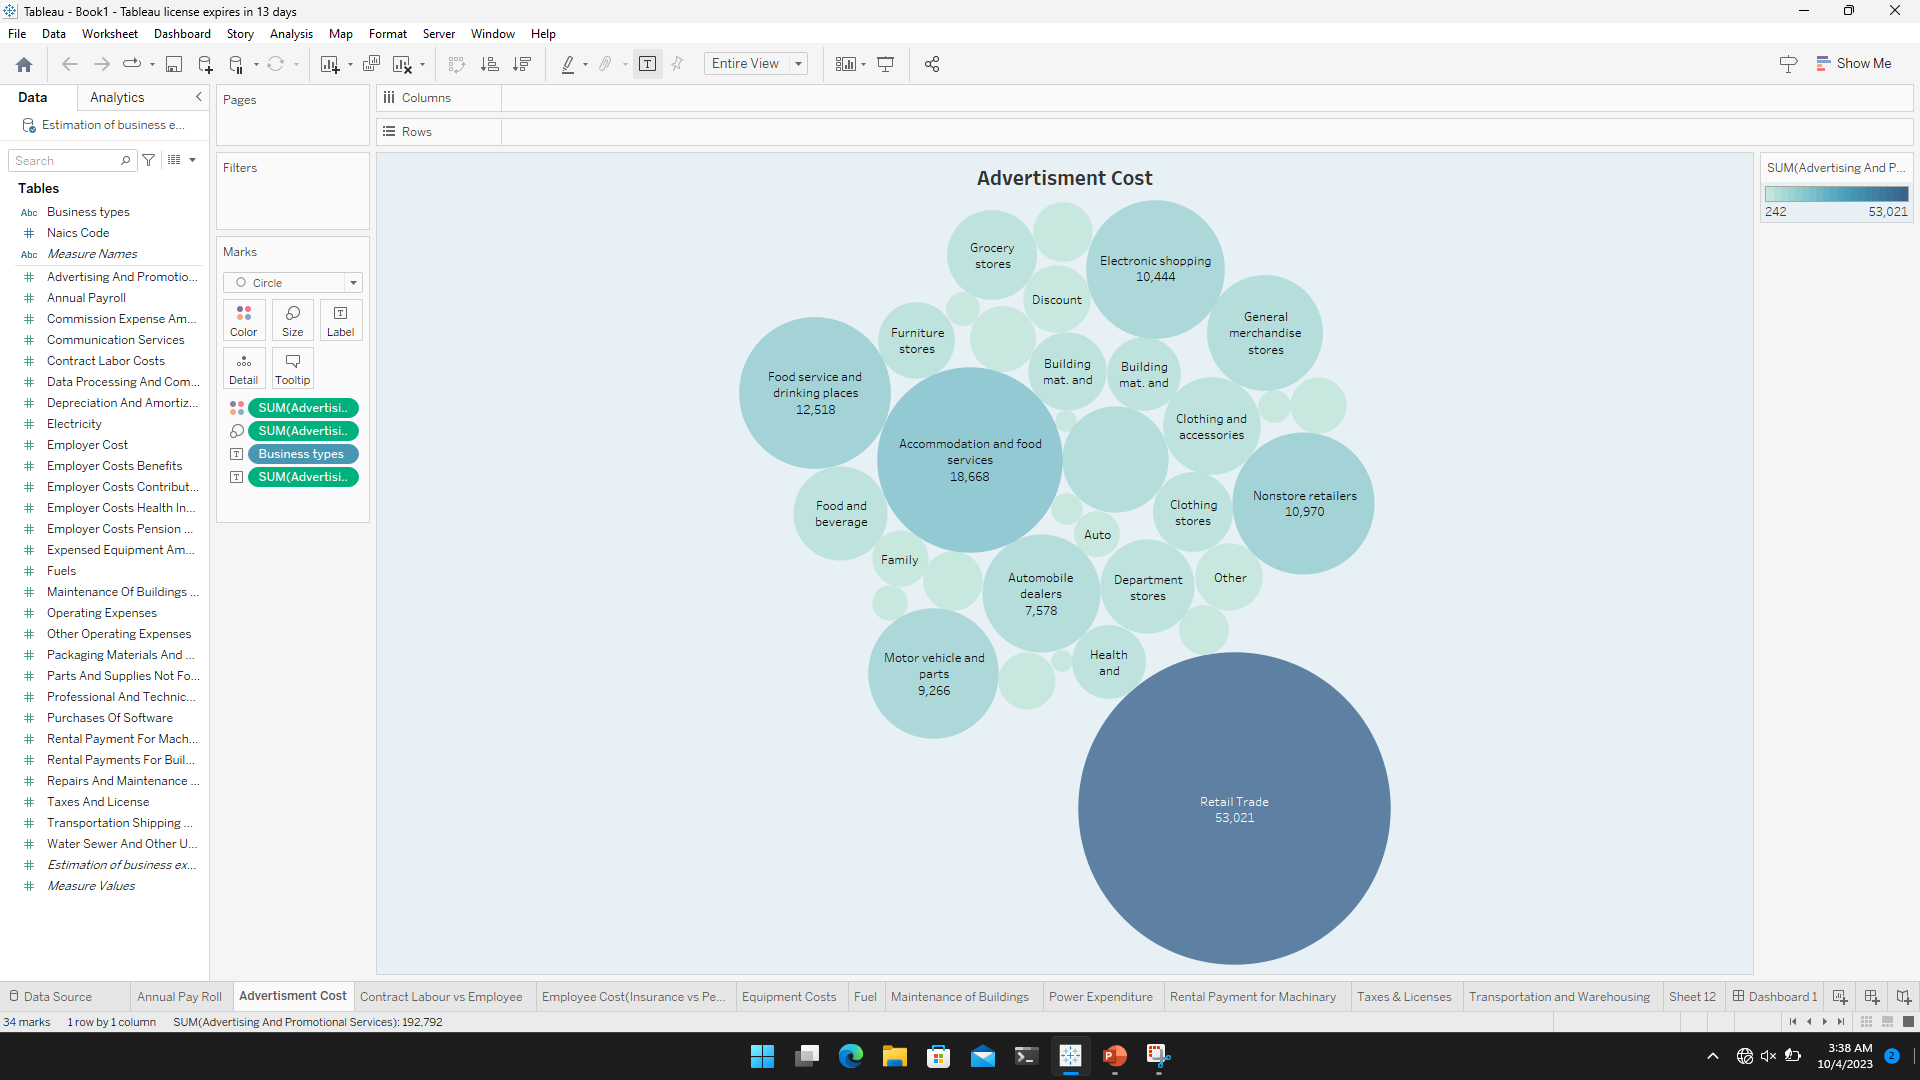 Tableau - Book1 - Tableau license expires in 13 days
File Data Worksheet Dashboard Story Analysis Map Format Server Window Help
Entire View
Show Me
Data
Analytics
Estimation of business e...
Search
Tables
Abc Business types
# Naics Code
Abc Measure Names
# Advertising And Promotio...
# Annual Payroll
# Commission Expense Am...
# Communication Services
# Contract Labor Costs
# Data Processing And Com...
# Depreciation And Amortiz...
# Electricity
# Employer Cost
# Employer Costs Benefits
# Employer Costs Contribut...
# Employer Costs Health In...
# Employer Costs Pension ...
# Expensed Equipment Am...
# Fuels
# Maintenance Of Buildings ...
# Operating Expenses
# Other Operating Expenses
# Packaging Materials And ...
# Parts And Supplies Not Fo...
# Professional And Technic...
# Purchases Of Software
# Rental Payment For Mach...
# Rental Payments For Buil...
# Repairs And Maintenance ...
# Taxes And License
# Transportation Shipping ...
# Water Sewer And Other U...
# Estimation of business ex...
# Measure Values
Pages
Filters
Marks
Circle
Color
Size
Label
Detail
Tooltip
SUM(Advertisi..
SUM(Advertisi..
Business types
SUM(Advertisi..
Columns
Rows
Advertisment Cost
Grocery
stores
Electronic shopping
10,444
Discount
General
merchandise
stores
Furniture
stores
Building
mat. and
Building
mat. and
Food service and
drinking places
12,518
Clothing and
accessories
Accommodation and food
services
18,668
Nonstore retailers
10,970
Food and
beverage
Clothing
stores
Auto
Family
Automobile
dealers
7,578
Department
stores
Other
Motor vehicle and
parts
9,266
Health
and
Retail Trade
53,021
SUM(Advertising And P...
242
53,021
Data Source
Annual Pay Roll
Advertisment Cost
Contract Labour vs Employee
Employee Cost(Insurance vs Pe...
Equipment Costs
Fuel
Maintenance of Buildings
Power Expenditure
Rental Payment for Machinary
Taxes & Licenses
Transportation and Warehousing
Sheet 12
Dashboard 1
34 marks
1 row by 1 column
SUM(Advertising And Promotional Services): 192,792
3:38 AM
10/4/2023
2